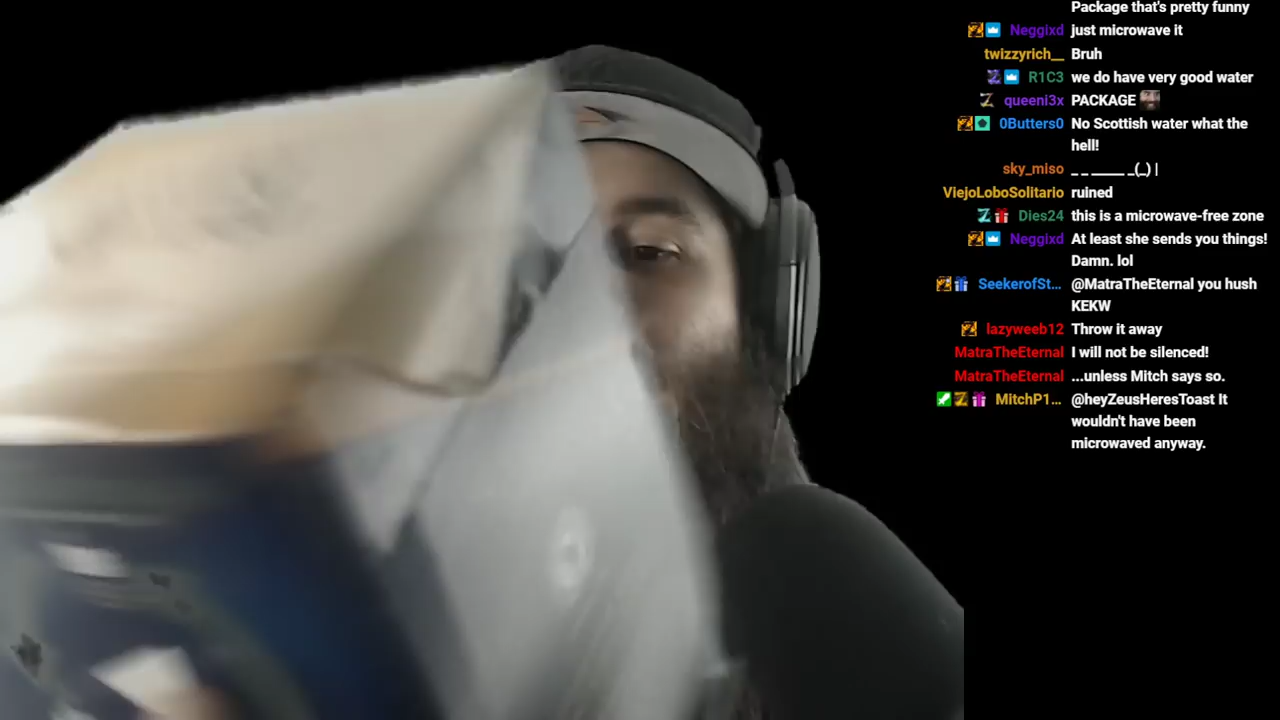 Package that's pretty funny
Neggixd just microwave it
twizzyrich__ Bruh
R1C3 we do have very good water
queeni3x PACKAGE
0Butters0 No Scottish water what the
hell!
sky_miso _ _ _____ _(_) |
ViejoLoboSolitario ruined
Dies24 this is a microwave-free zone
Neggixd At least she sends you things!
Damn. lol
SeekerofSt... @MatraTheEternal you hush
KEKW
lazyweeb12 Throw it away
MatraTheEternal I will not be silenced!
MatraTheEternal ...unless Mitch says so.
MitchP1... @heyZeusHeresToast It
wouldn't have been
microwaved anyway.